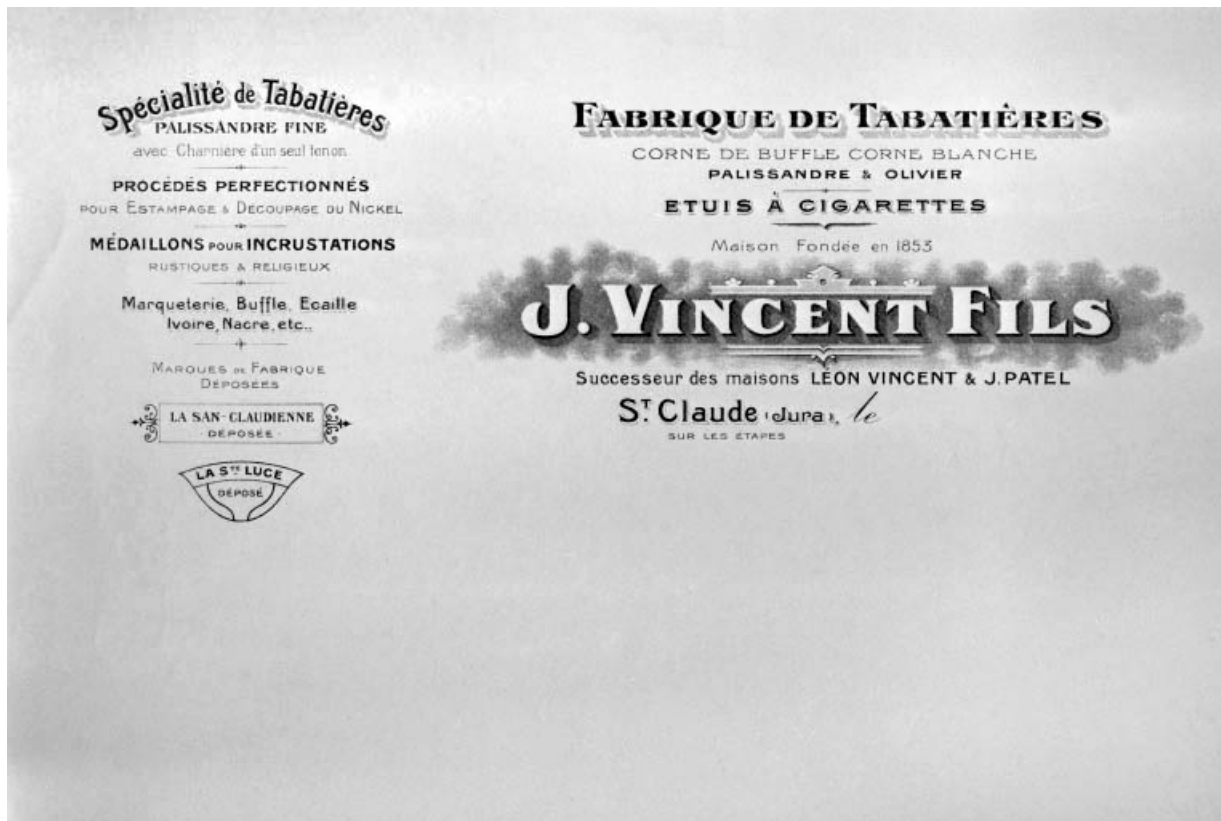 Spécialité de Tabatières
PALISSANDRE FINE
avec Charnière d'un seul tenon
PROCÉDÉS PERFECTIONNÉS
POUR ESTAMPAGE & DÉCOUPAGE DU NICKEL
MÉDAILLONS POUR INCRUSTATIONS
RUSTIQUES & RELIGIEUX
Marqueterie, Buffle, Ecaille
Ivoire, Nacre, etc..
MARQUES DE FABRIQUE
DÉPOSÉES
LA SAN-CLAUDIENNE
DÉPOSÉE
LA STE LUCE
DÉPOSÉ
FABRIQUE DE TABATIÈRES
CORNE DE BUFFLE CORNE BLANCHE
PALISSANDRE & OLIVIER
ETUIS À CIGARETTES
Maison Fondée en 1853
J. VINCENT FILS
Successeur des maisons LÉON VINCENT & J. PATEL
ST Claude (Jura), le
SUR LES ÉTAPES